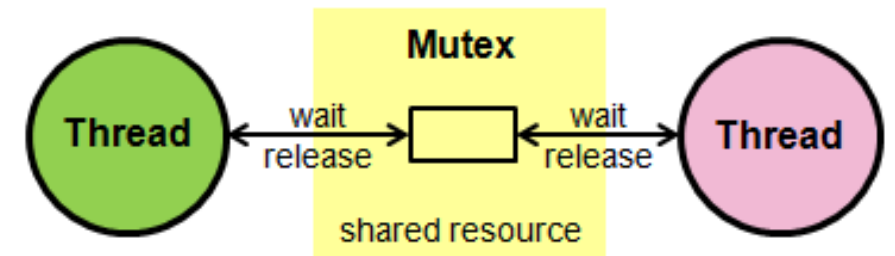 Mutex
Thread
wait
release
wait
release
Thread
shared resource